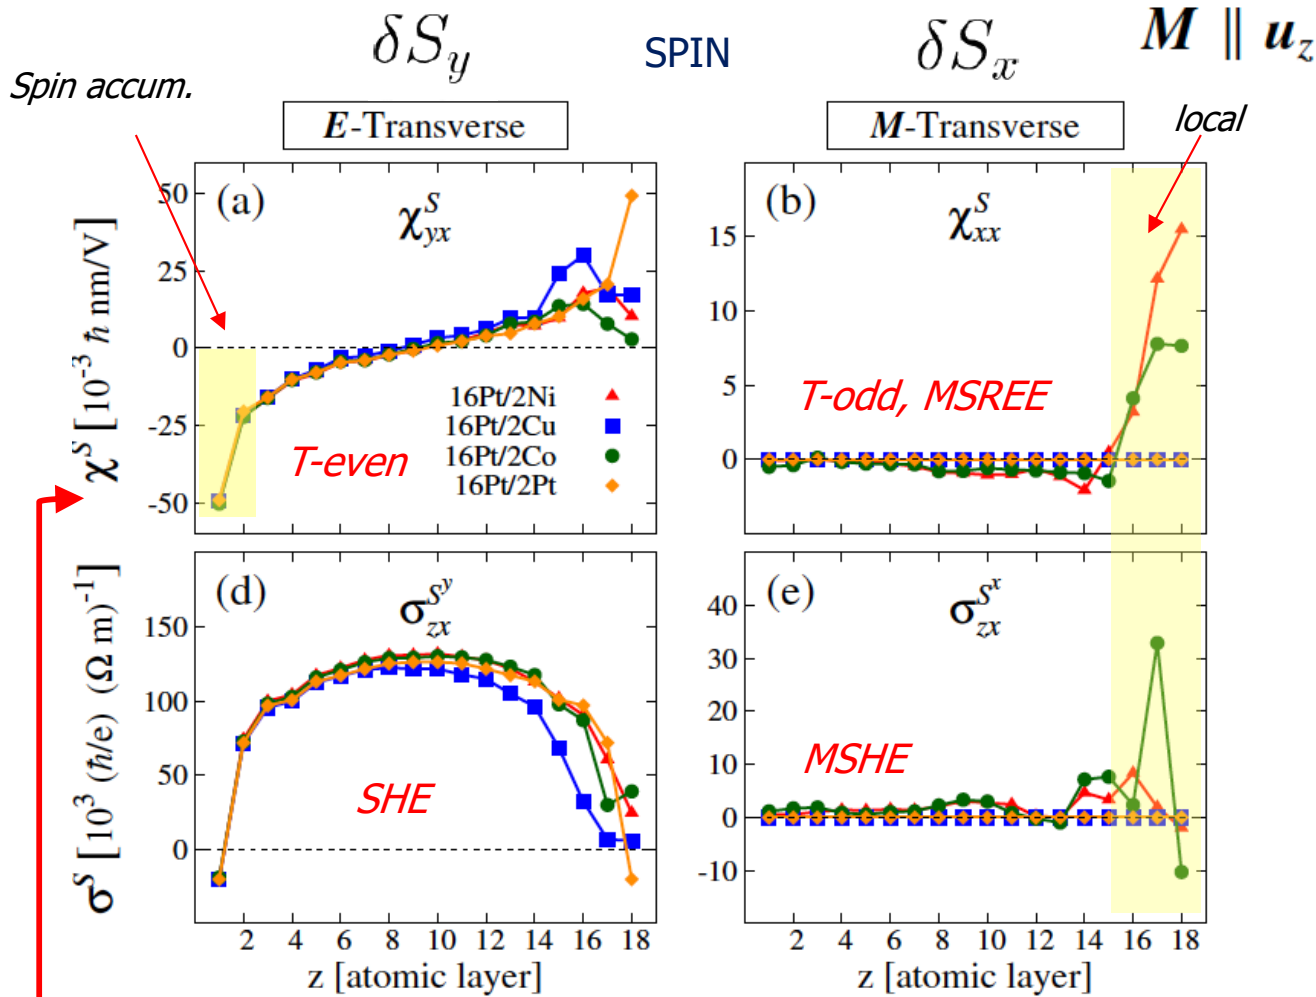 δS_y SPIN δS_x M ∥ u_z
Spin accum.
E-Transverse M-Transverse local
(a) χ^S_yx
50
25
0
-25
-50
χ^S [10^-3 ℏ nm/V]
T-even
16Pt/2Ni
16Pt/2Cu
16Pt/2Co
16Pt/2Pt
(b) χ^S_xx
15
10
5
0
T-odd, MSREE
(d) σ^{S^y}_zx
150
100
50
0
σ^S [10^3 (ℏ/e) (Ω m)^-1]
SHE
2 4 6 8 10 12 14 16 18
z [atomic layer]
(e) σ^{S^x}_zx
40
30
20
10
0
-10
MSHE
2 4 6 8 10 12 14 16 18
z [atomic layer]